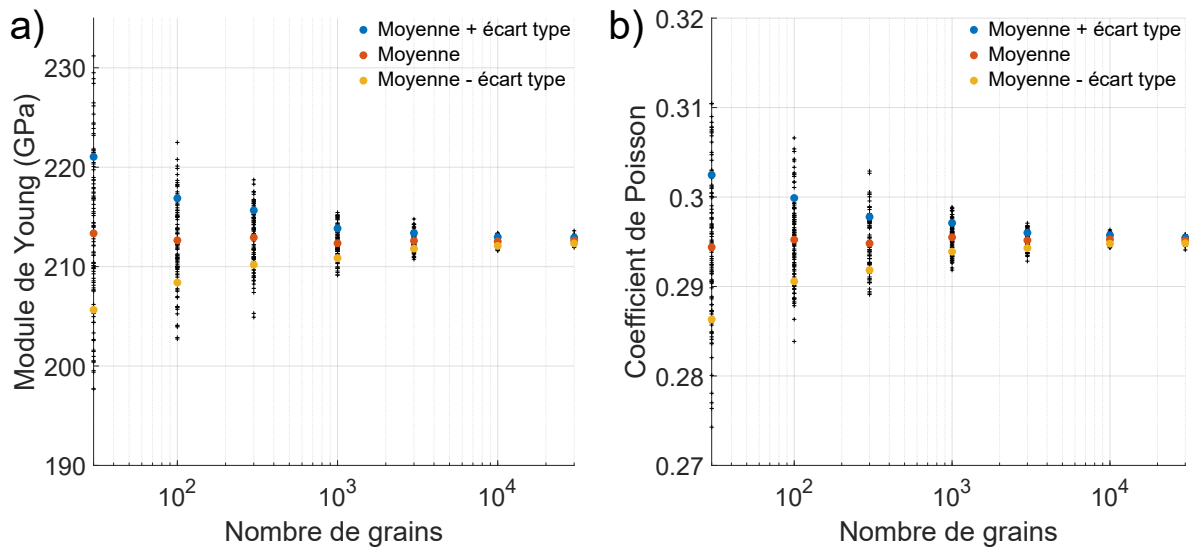 a)
Moyenne + écart type
Moyenne
Moyenne - écart type
Module de Young (GPa)
230
220
210
200
190
10²
10³
10⁴
Nombre de grains
b)
Moyenne + écart type
Moyenne
Moyenne - écart type
Coefficient de Poisson
0.32
0.31
0.3
0.29
0.28
0.27
10²
10³
10⁴
Nombre de grains